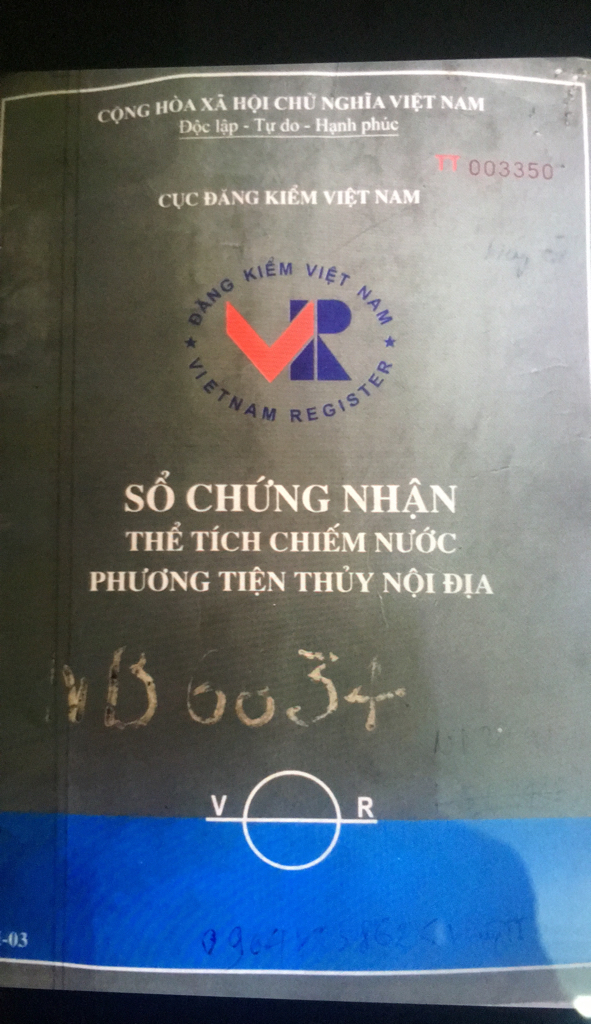 CỘNG HÒA XÃ HỘI CHỦ NGHĨA VIỆT NAM
Độc lập - Tự do - Hạnh phúc
TT 003350
CỤC ĐĂNG KIỂM VIỆT NAM
ĐĂNG KIỂM VIỆT NAM
VR
VIETNAM REGISTER
SỔ CHỨNG NHẬN
THỂ TÍCH CHIẾM NƯỚC
PHƯƠNG TIỆN THỦY NỘI ĐỊA
V R
-03